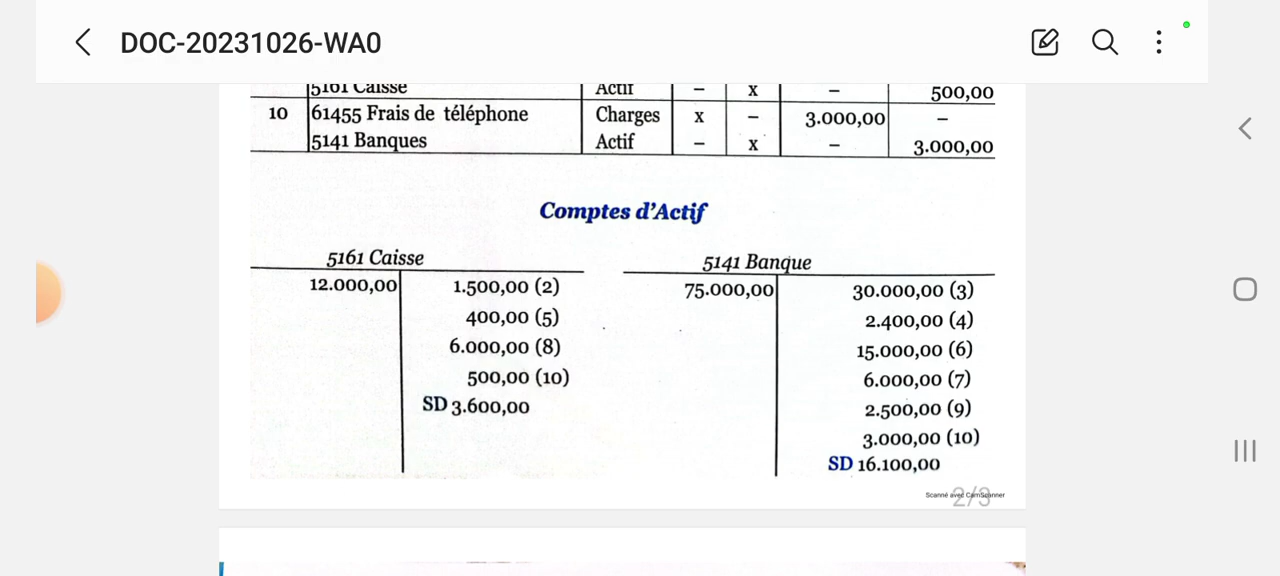 DOC-20231026-WA0
5161 Caisse Actif – x – 500,00
10 61455 Frais de téléphone Charges x – 3.000,00 –
5141 Banques Actif – x – 3.000,00
Comptes d'Actif
5161 Caisse
12.000,00 1.500,00 (2)
400,00 (5)
6.000,00 (8)
500,00 (10)
SD 3.600,00
5141 Banque
75.000,00 30.000,00 (3)
2.400,00 (4)
15.000,00 (6)
6.000,00 (7)
2.500,00 (9)
3.000,00 (10)
SD 16.100,00
Scanné avec CamScanner
2/3